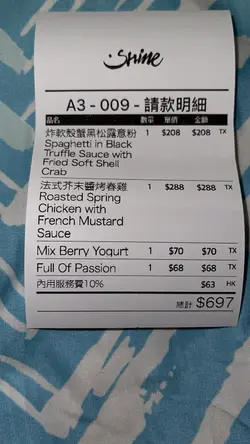 Shine
A3 - 009 - 請款明細
品名 數量 單價 金額
炸軟殼蟹黑松露意粉 1 $208 $208 TX
Spaghetti in Black
Truffle Sauce with
Fried Soft Shell
Crab
法式芥末醬烤春雞 1 $288 $288 TX
Roasted Spring
Chicken with
French Mustard
Sauce
Mix Berry Yogurt 1 $70 $70 TX
Full Of Passion 1 $68 $68 TX
內用服務費10% $63 HK
總計 $697